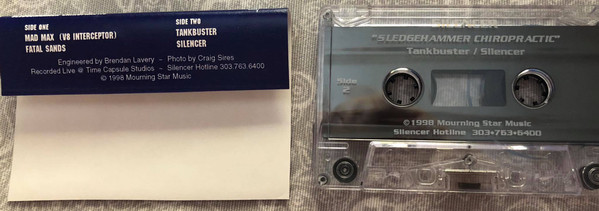 SIDE ONE
MAD MAX (V8 INTERCEPTOR)
FATAL SANDS
SIDE TWO
TANKBUSTER
SILENCER
Engineered by Brendan Lavery – Photo by Craig Sires
Recorded Live @ Time Capsule Studios – Silencer Hotline 303.763.6400
© 1998 Mourning Star Music
"SLEDGEHAMMER CHIROPRACTIC"
Tankbuster / Silencer
Side
2
©1998 Mourning Star Music
Silencer Hotline 303•763•6400